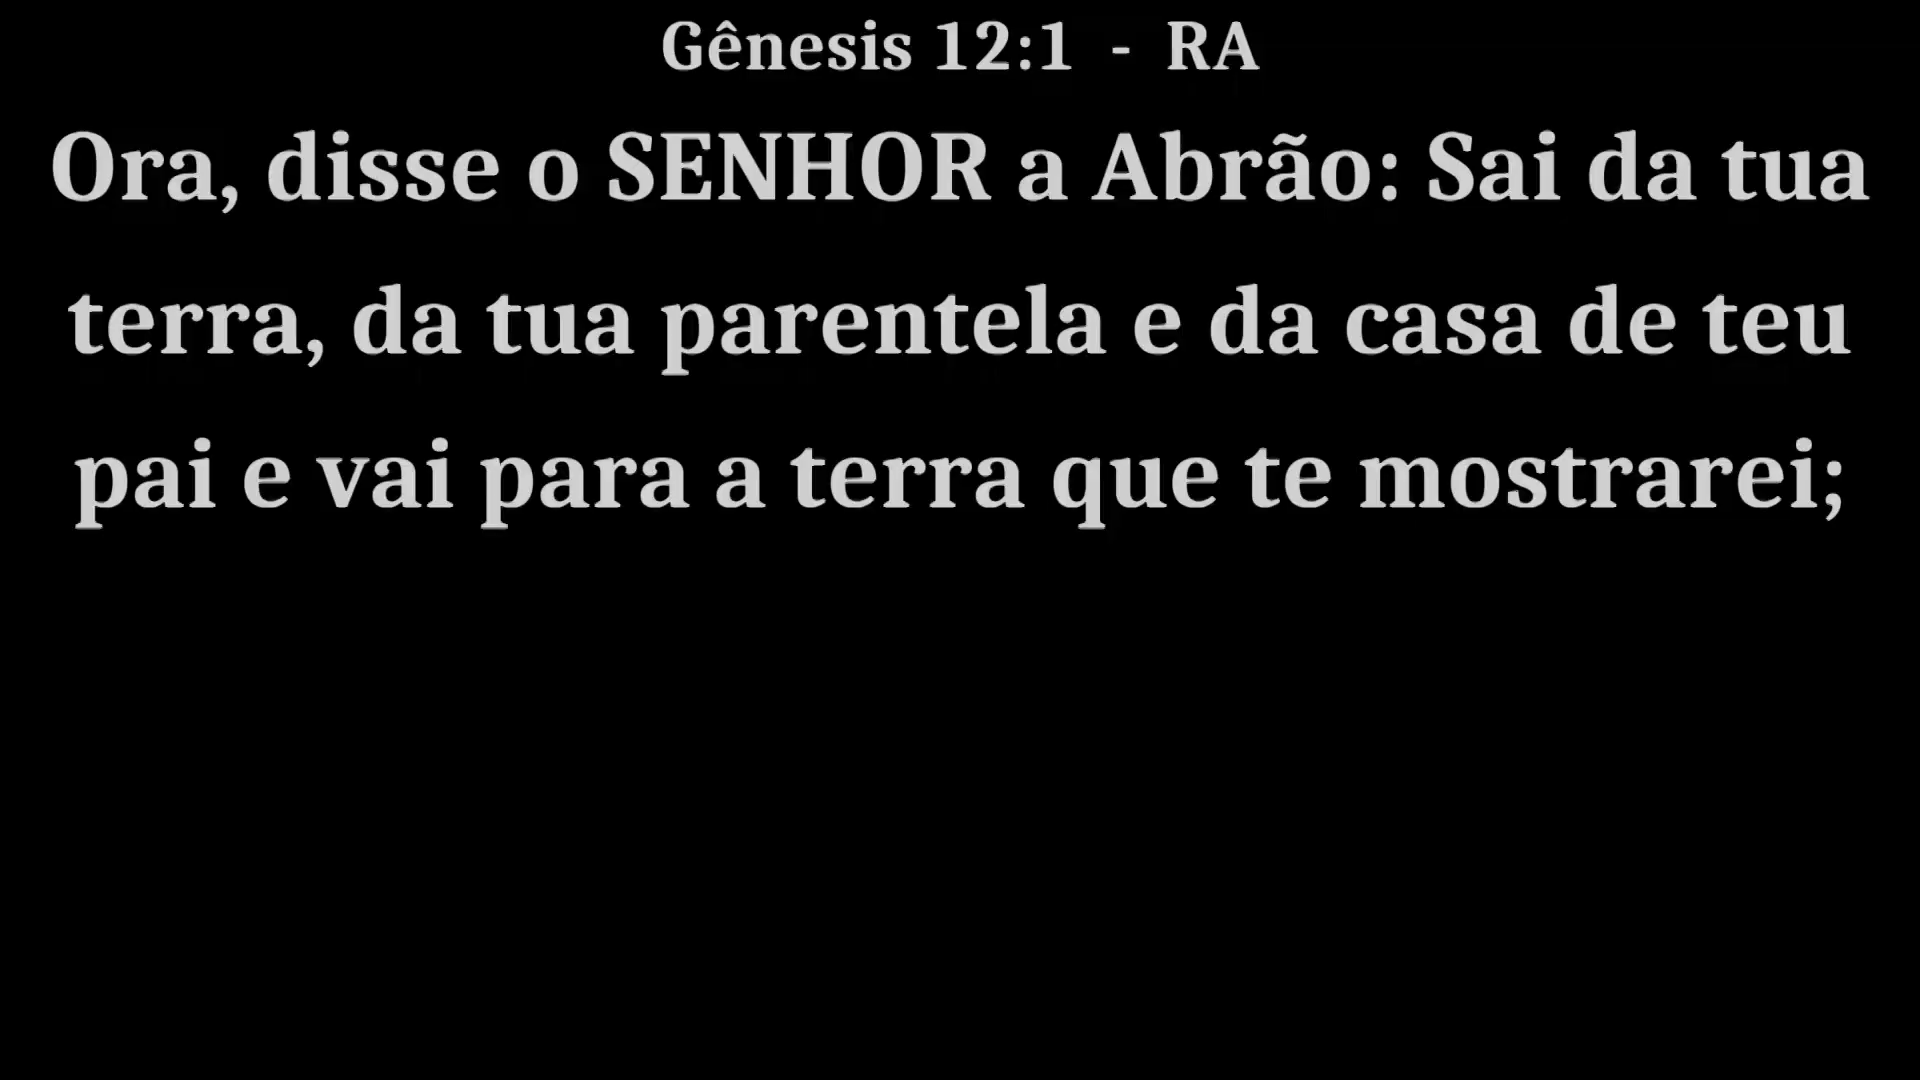 Gênesis 12:1 - RA
Ora, disse o SENHOR a Abrão: Sai da tua
terra, da tua parentela e da casa de teu
pai e vai para a terra que te mostrarei;